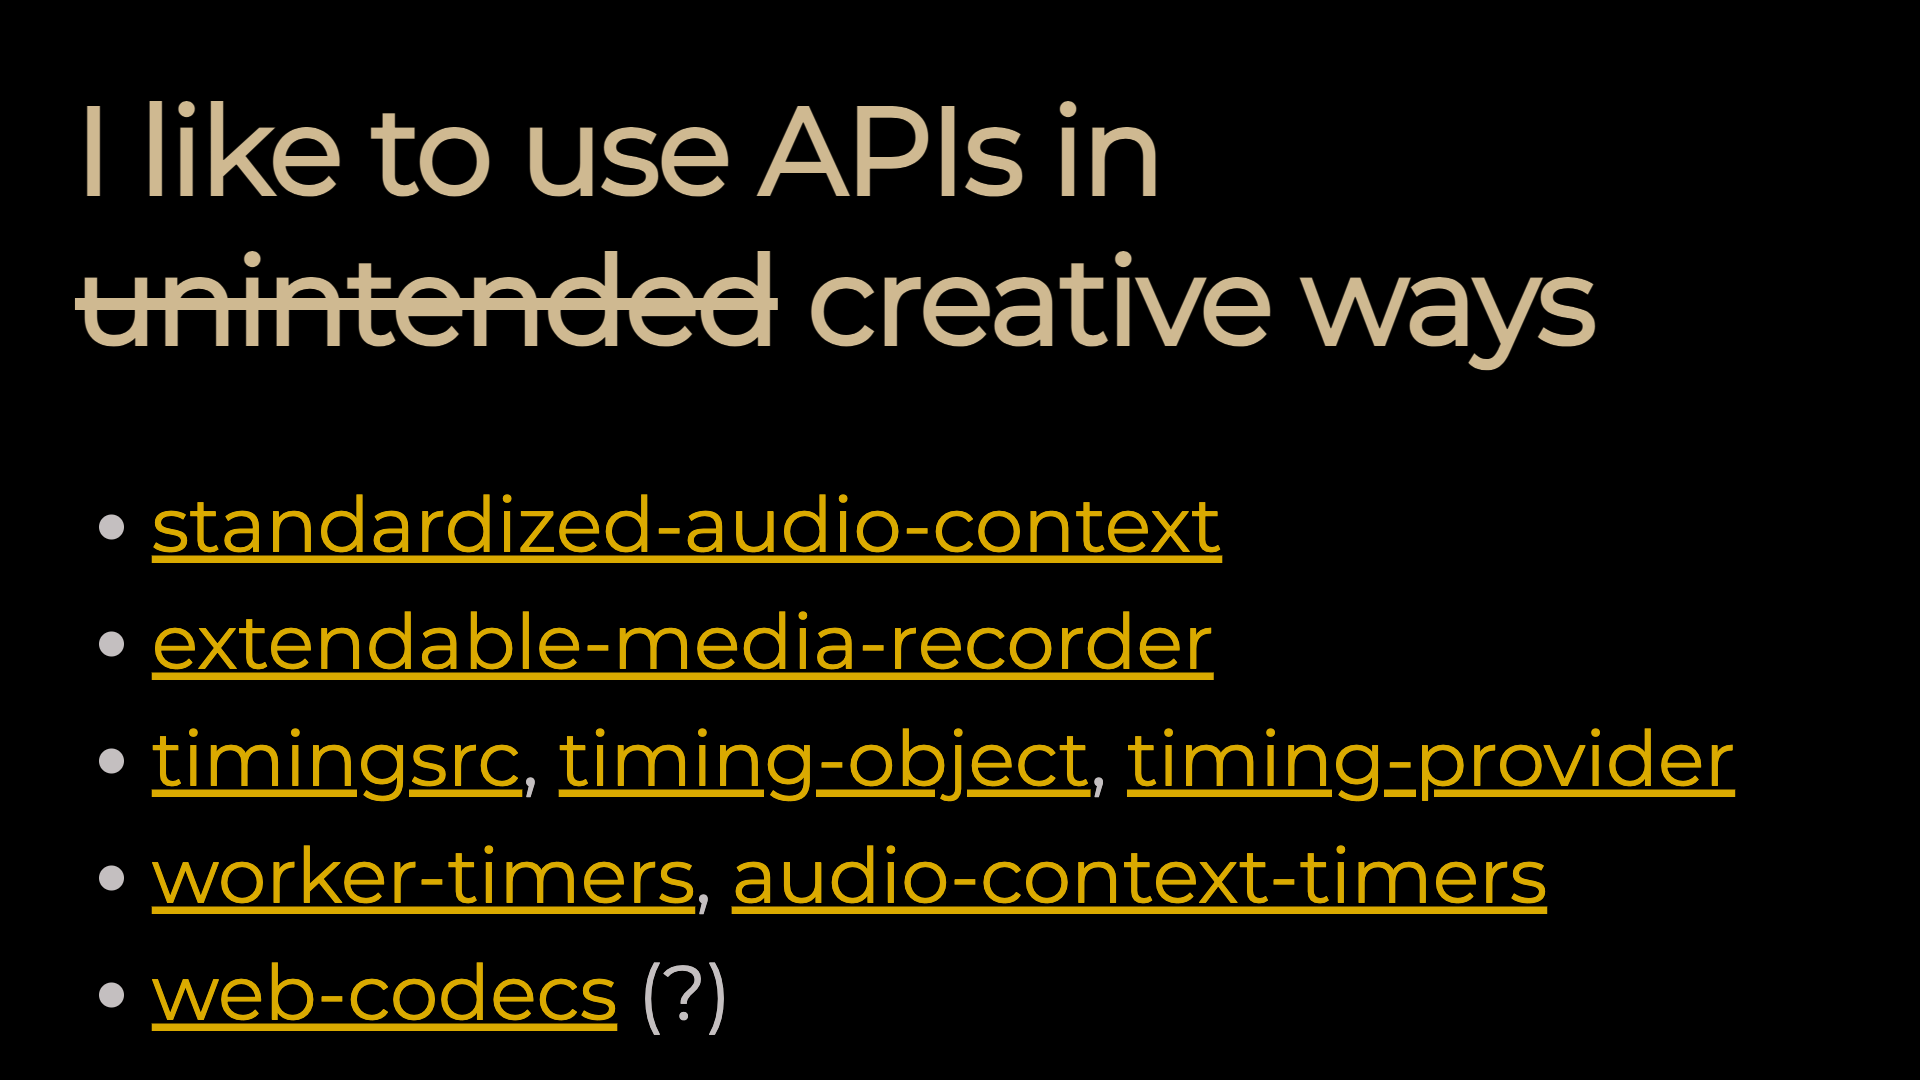 I like to use APIs in
unintended creative ways
• standardized-audio-context
• extendable-media-recorder
• timingsrc, timing-object, timing-provider
• worker-timers, audio-context-timers
• web-codecs (?)